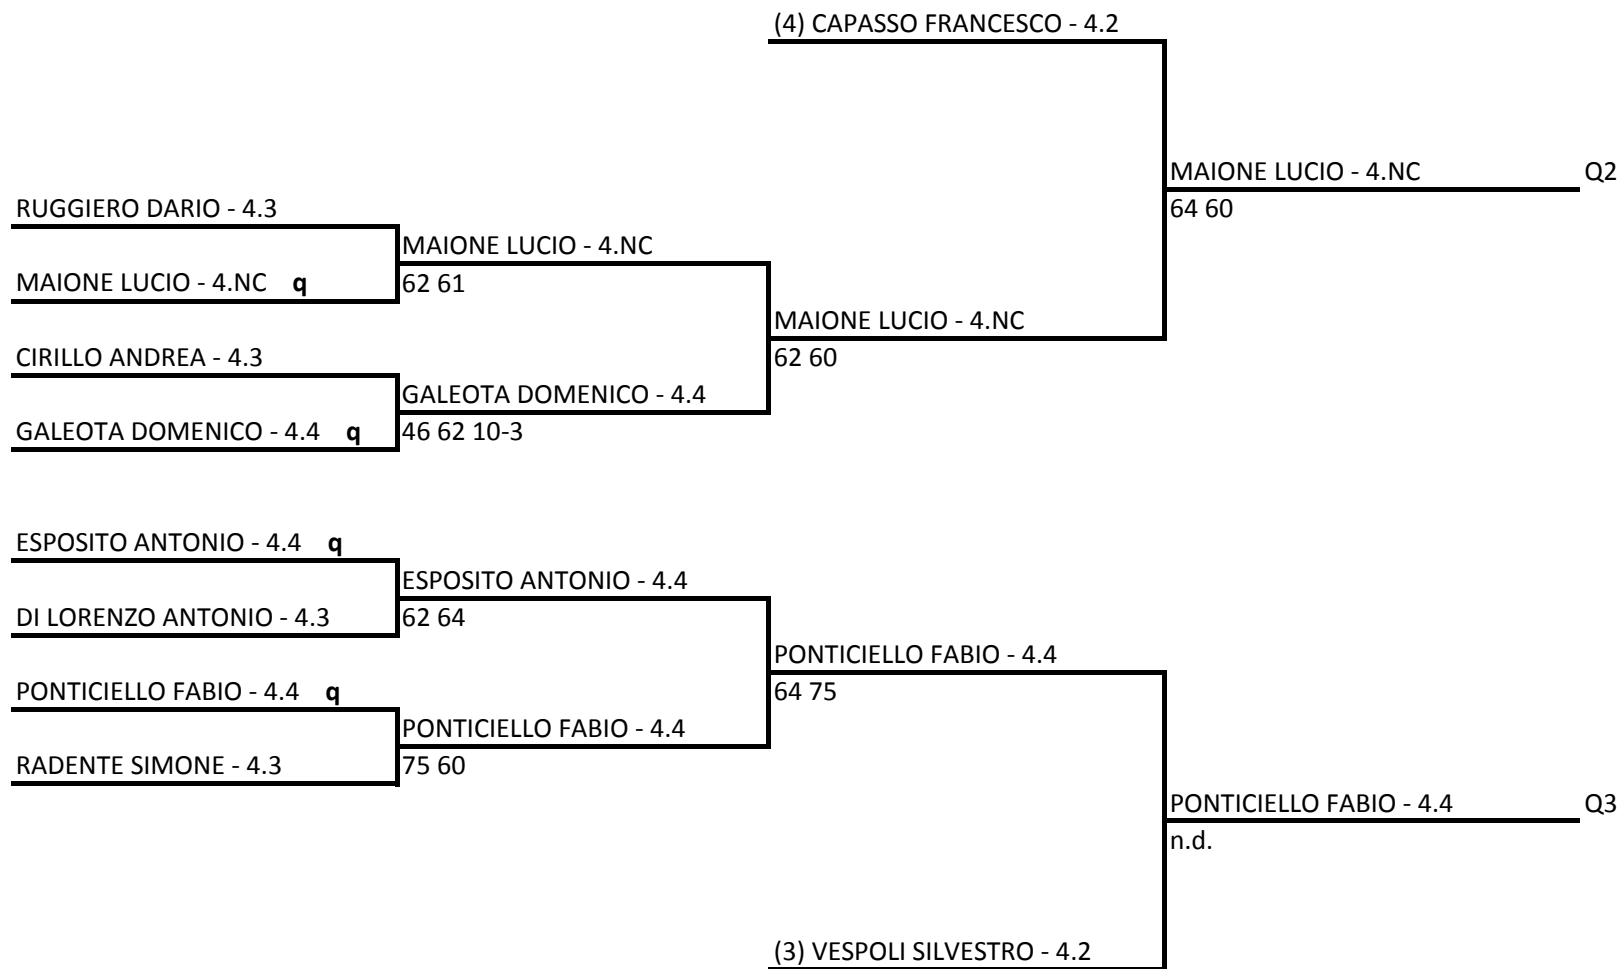 (4) CAPASSO FRANCESCO - 4.2
MAIONE LUCIO - 4.NC Q2
RUGGIERO DARIO - 4.3
64 60
MAIONE LUCIO - 4.NC
MAIONE LUCIO - 4.NC q
62 61
MAIONE LUCIO - 4.NC
CIRILLO ANDREA - 4.3
62 60
GALEOTA DOMENICO - 4.4
GALEOTA DOMENICO - 4.4 q
46 62 10-3
ESPOSITO ANTONIO - 4.4 q
ESPOSITO ANTONIO - 4.4
DI LORENZO ANTONIO - 4.3
62 64
PONTICIELLO FABIO - 4.4
PONTICIELLO FABIO - 4.4 q
64 75
PONTICIELLO FABIO - 4.4
RADENTE SIMONE - 4.3
75 60
PONTICIELLO FABIO - 4.4 Q3
n.d.
(3) VESPOLI SILVESTRO - 4.2